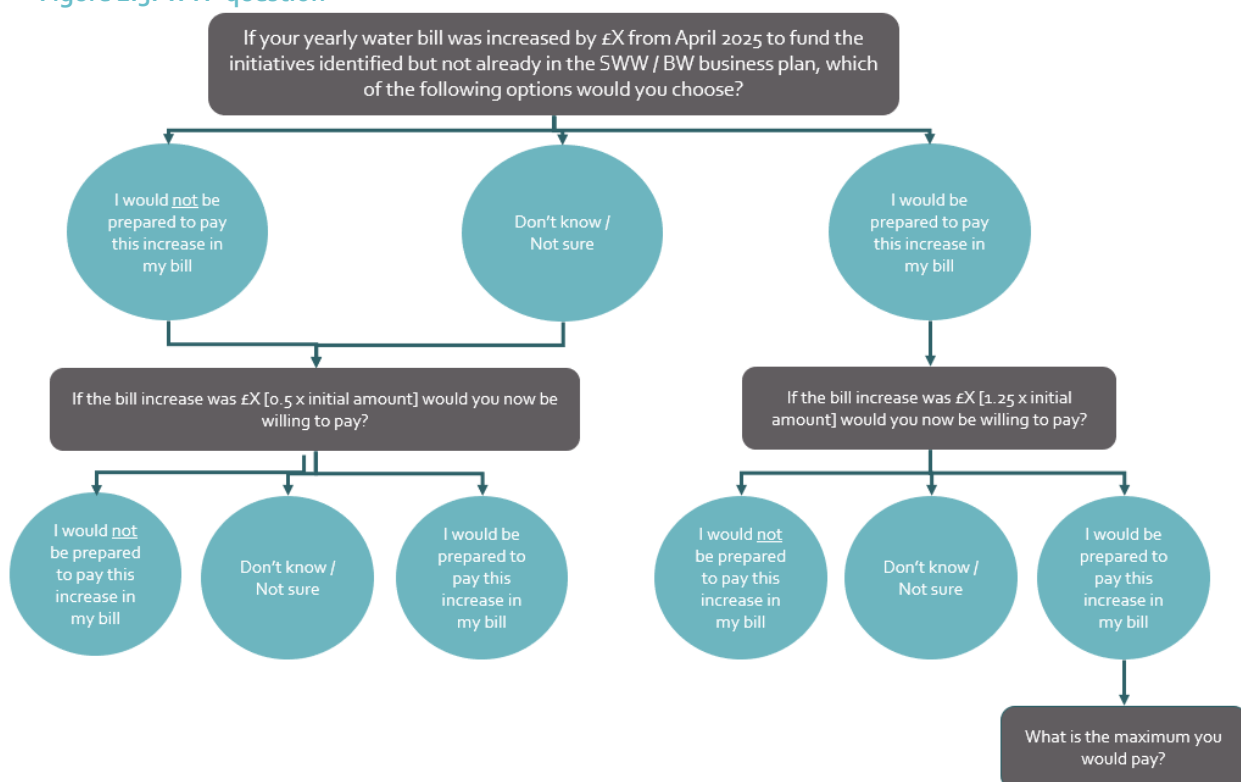 If your yearly water bill was increased by £X from April 2025 to fund the
initiatives identified but not already in the SWW / BW business plan, which
of the following options would you choose?
I would not be
prepared to pay
this increase in
my bill
Don't know /
Not sure
I would be
prepared to pay
this increase in
my bill
If the bill increase was £X [0.5 x initial amount] would you now be
willing to pay?
If the bill increase was £X [1.25 x initial
amount] would you now be willing to pay?
I would not
be prepared
to pay this
increase in
my bill
Don't know /
Not sure
I would be
prepared to
pay this
increase in
my bill
I would not
be prepared
to pay this
increase in
my bill
Don't know /
Not sure
I would be
prepared to
pay this
increase in
my bill
What is the maximum you
would pay?